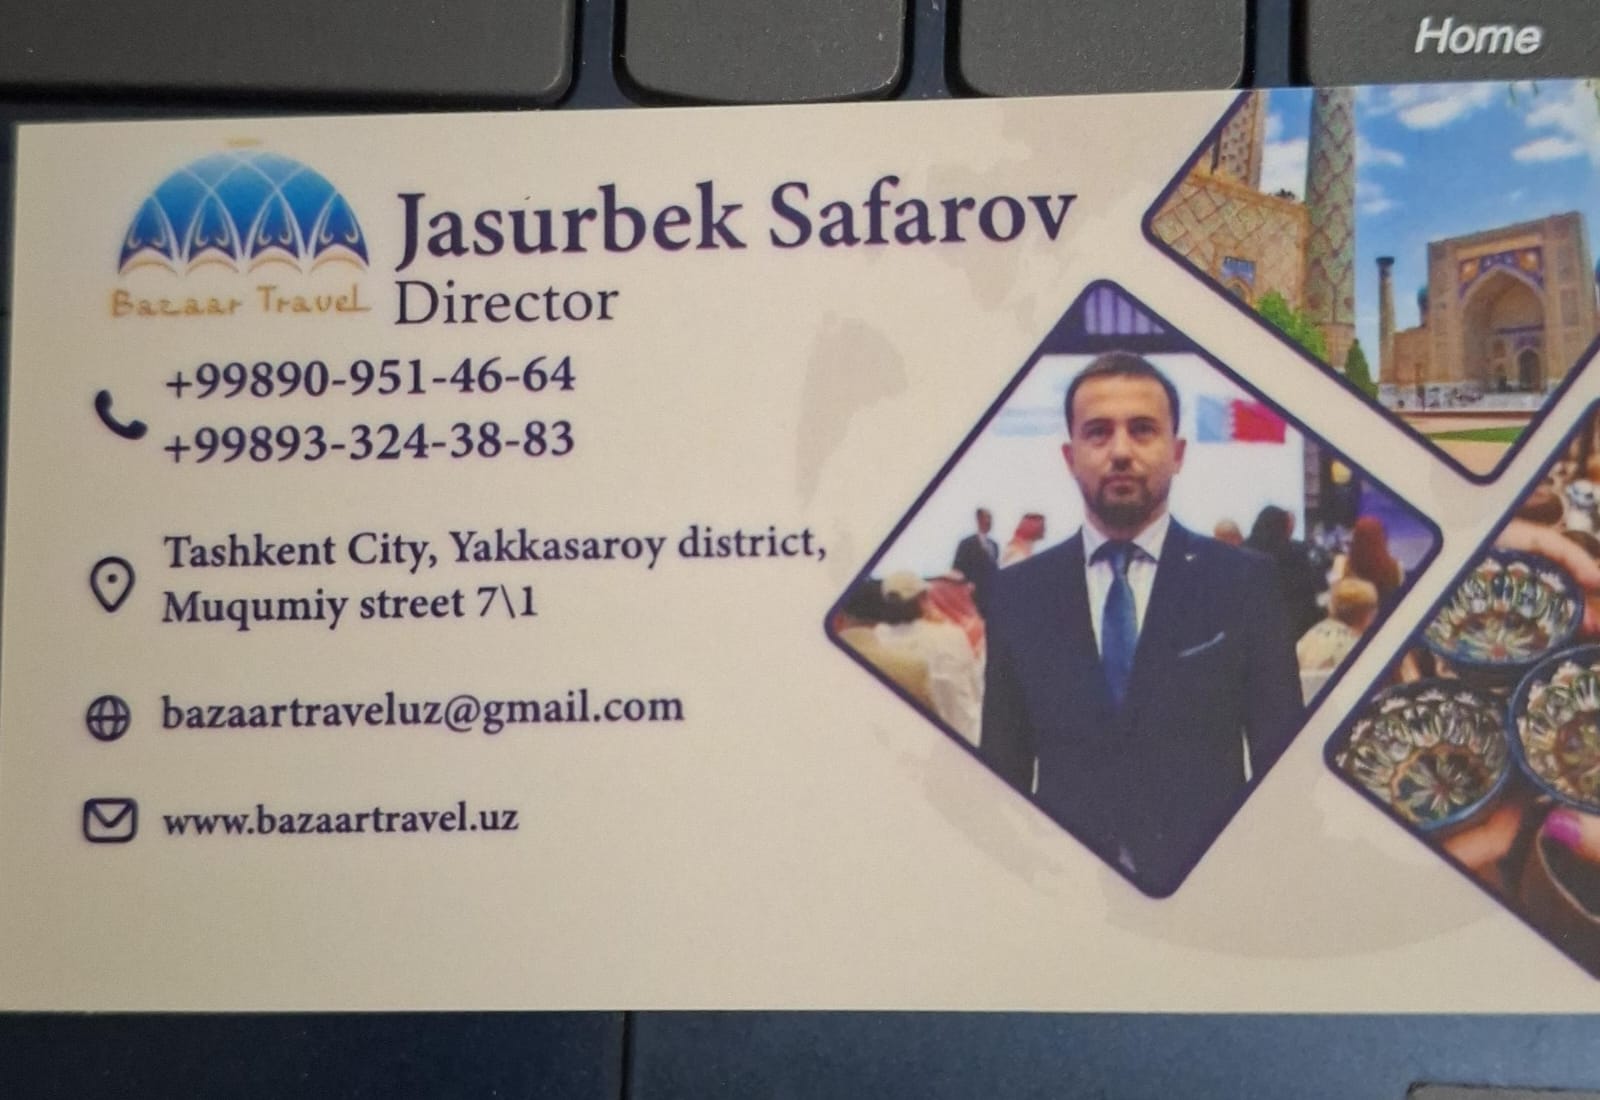 Home
Bazaar Travel
Jasurbek Safarov
Director
+99890-951-46-64
+99893-324-38-83
Tashkent City, Yakkasaroy district,
Muqumiy street 7\1
bazaartraveluz@gmail.com
www.bazaartravel.uz